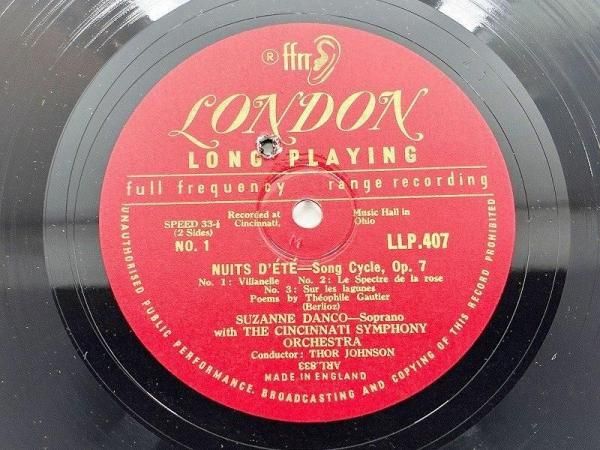 ® ffrr
LONDON
LONG PLAYING
full frequency range recording
SPEED 33-⅓
(2 Sides)
NO. 1
Recorded at
Cincinnati,
Music Hall in
Ohio
LLP.407
NUITS D'ÉTÉ—Song Cycle, Op. 7
No. 1: Villanelle No. 2: Le Spectre de la rose
No. 3: Sur les lagunes
Poems by Théophile Gautier
(Berlioz)
SUZANNE DANCO—Soprano
with THE CINCINNATI SYMPHONY
ORCHESTRA
Conductor: THOR JOHNSON
ARL.833
MADE IN ENGLAND
UNAUTHORISED PUBLIC PERFORMANCE, BROADCASTING AND COPYING OF THIS RECORD PROHIBITED